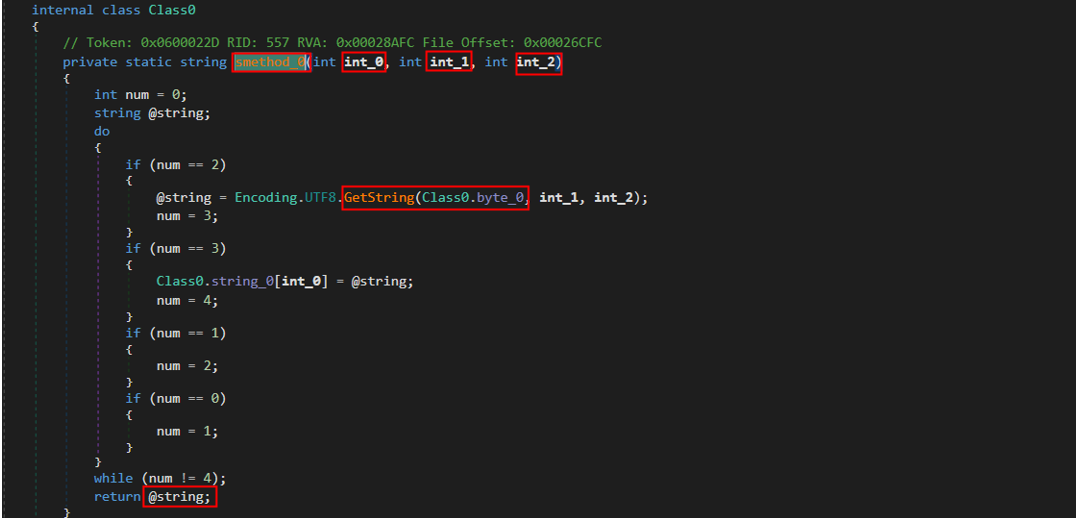 internal class Class0
{
// Token: 0x0600022D RID: 557 RVA: 0x00028AFC File Offset: 0x00026CFC
private static string smethod_0(int int_0, int int_1, int int_2)
{
int num = 0;
string @string;
do
{
if (num == 2)
{
@string = Encoding.UTF8.GetString(Class0.byte_0, int_1, int_2);
num = 3;
}
if (num == 3)
{
Class0.string_0[int_0] = @string;
num = 4;
}
if (num == 1)
{
num = 2;
}
if (num == 0)
{
num = 1;
}
}
while (num != 4);
return @string;
}